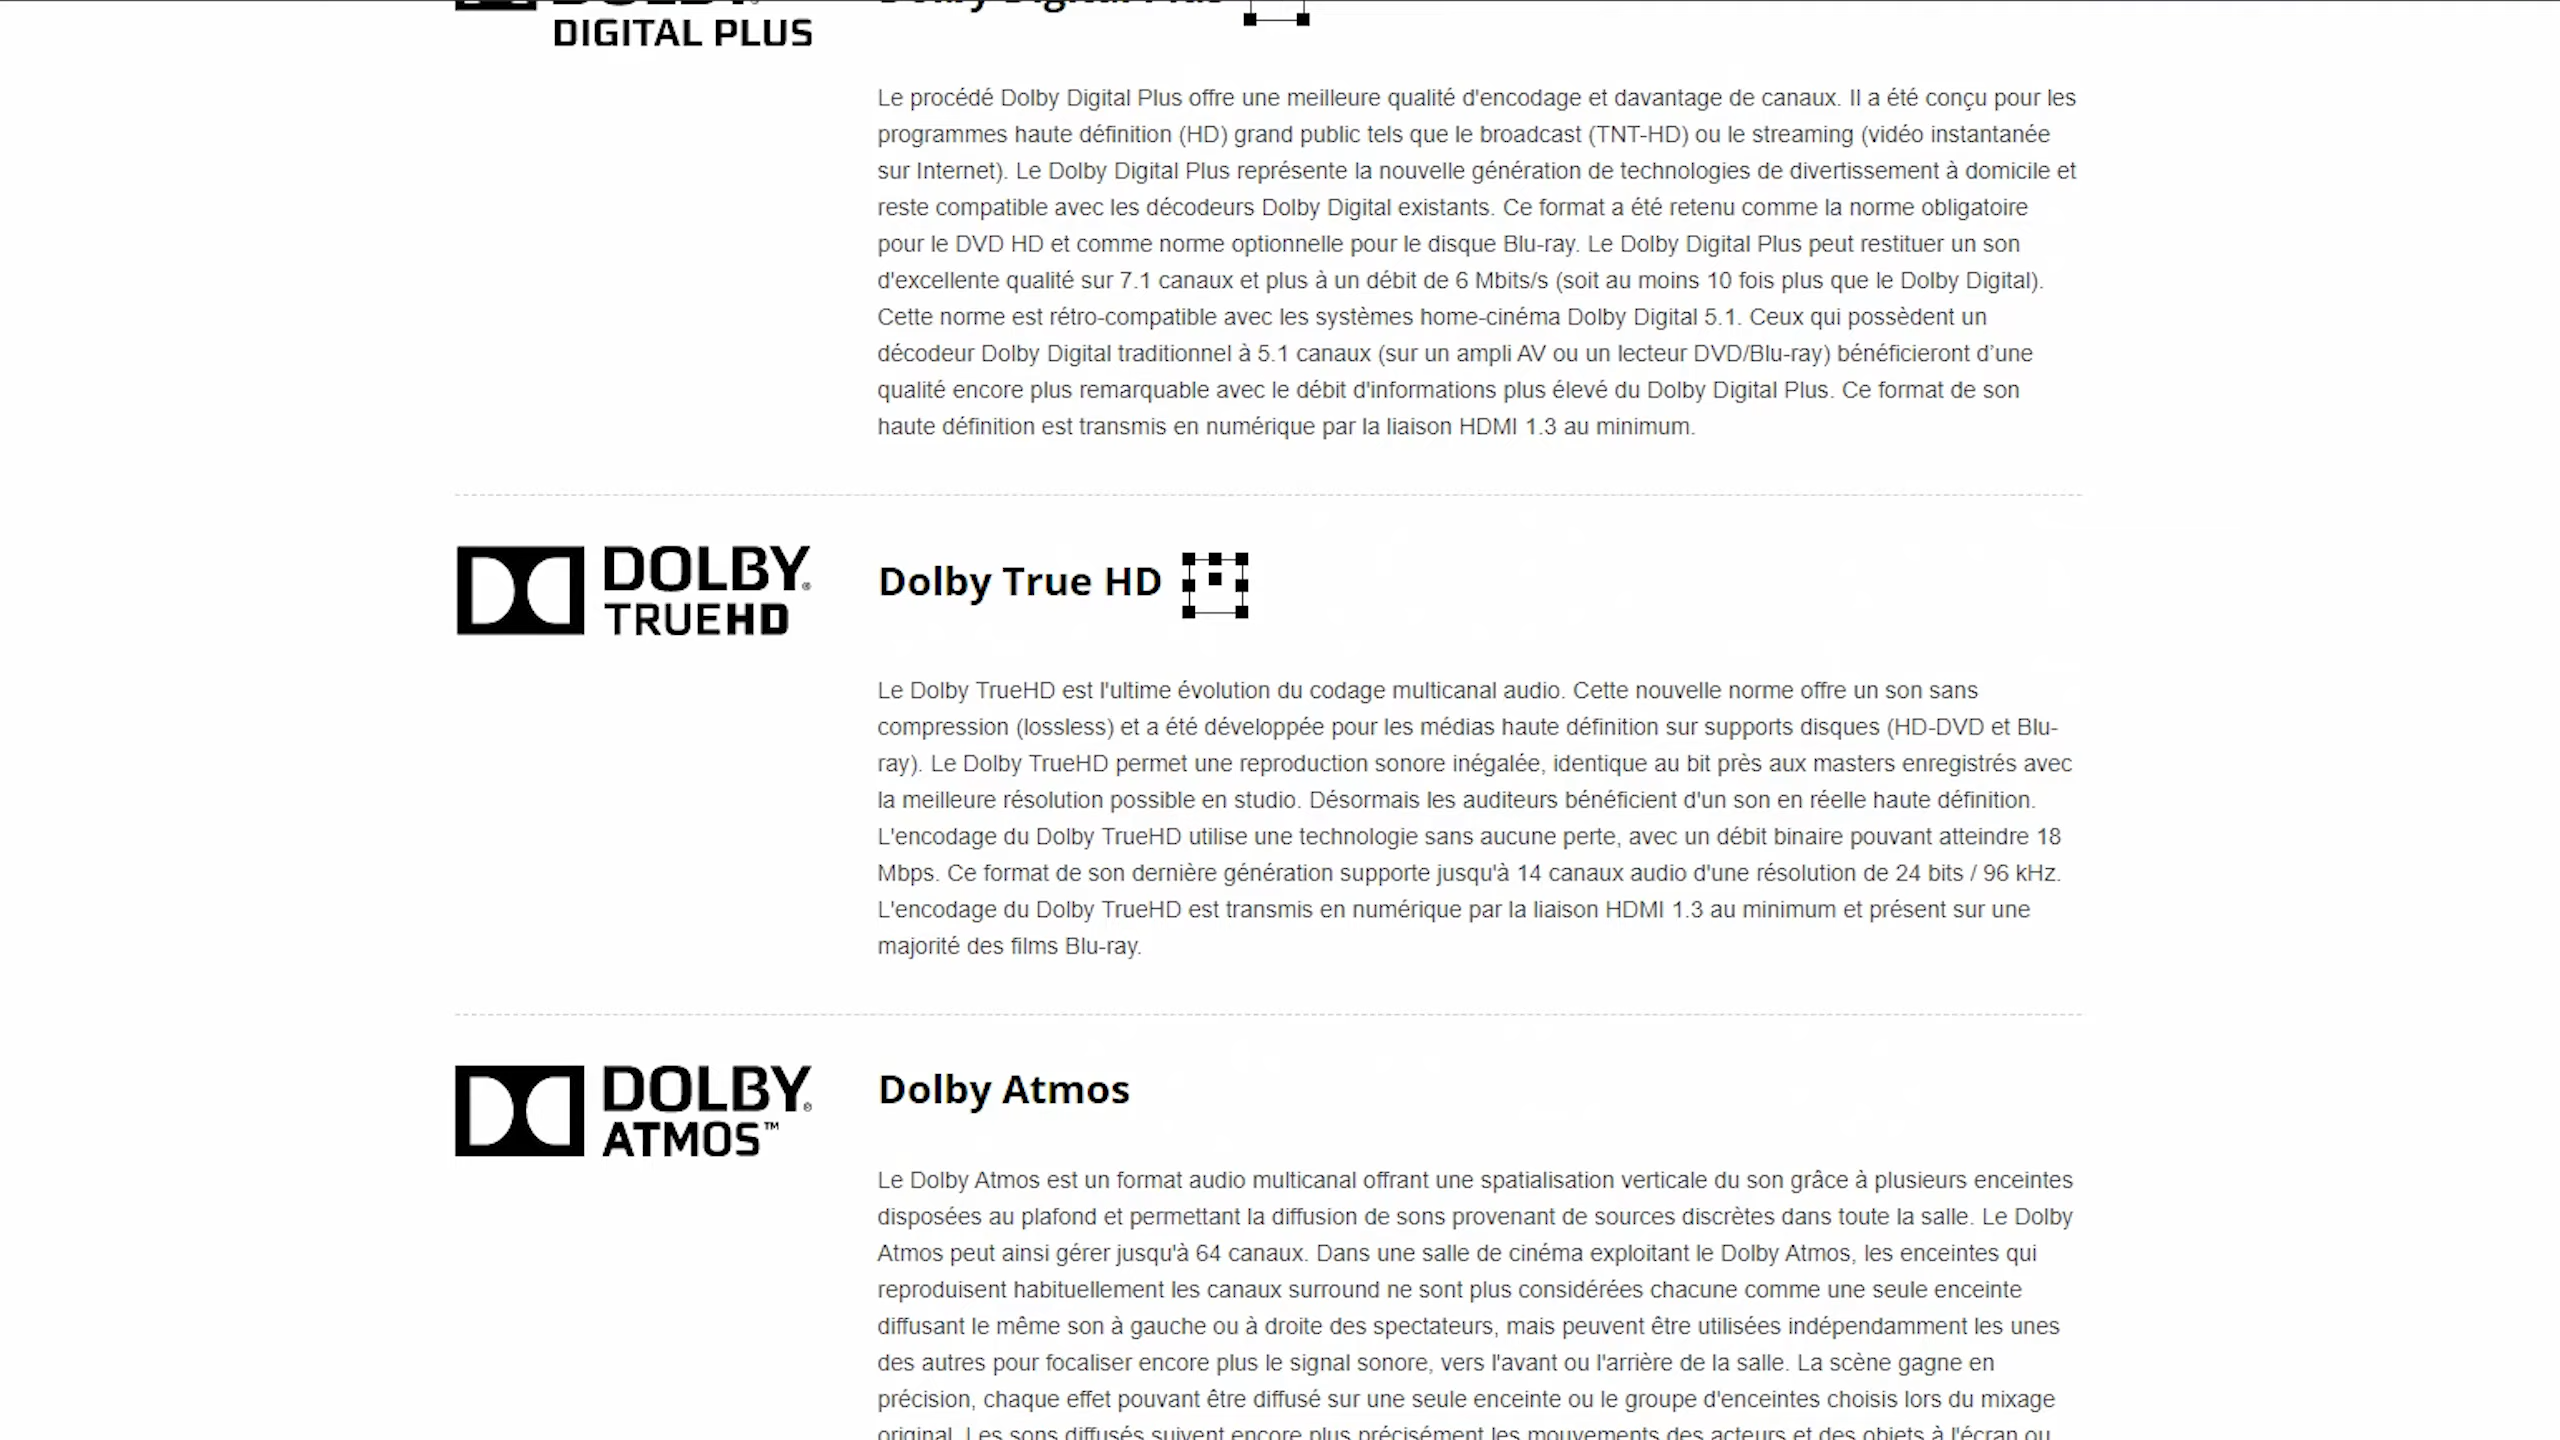 DOLBY
DIGITAL PLUS
Dolby Digital Plus
Le procédé Dolby Digital Plus offre une meilleure qualité d'encodage et davantage de canaux. Il a été conçu pour les
programmes haute définition (HD) grand public tels que le broadcast (TNT-HD) ou le streaming (vidéo instantanée
sur Internet). Le Dolby Digital Plus représente la nouvelle génération de technologies de divertissement à domicile et
reste compatible avec les décodeurs Dolby Digital existants. Ce format a été retenu comme la norme obligatoire
pour le DVD HD et comme norme optionnelle pour le disque Blu-ray. Le Dolby Digital Plus peut restituer un son
d'excellente qualité sur 7.1 canaux et plus à un débit de 6 Mbits/s (soit au moins 10 fois plus que le Dolby Digital).
Cette norme est rétro-compatible avec les systèmes home-cinéma Dolby Digital 5.1. Ceux qui possèdent un
décodeur Dolby Digital traditionnel à 5.1 canaux (sur un ampli AV ou un lecteur DVD/Blu-ray) bénéficieront d’une
qualité encore plus remarquable avec le débit d'informations plus élevé du Dolby Digital Plus. Ce format de son
haute définition est transmis en numérique par la liaison HDMI 1.3 au minimum.
DOLBY®
TRUEHD
Dolby True HD
Le Dolby TrueHD est l'ultime évolution du codage multicanal audio. Cette nouvelle norme offre un son sans
compression (lossless) et a été développée pour les médias haute définition sur supports disques (HD-DVD et Blu-
ray). Le Dolby TrueHD permet une reproduction sonore inégalée, identique au bit près aux masters enregistrés avec
la meilleure résolution possible en studio. Désormais les auditeurs bénéficient d'un son en réelle haute définition.
L'encodage du Dolby TrueHD utilise une technologie sans aucune perte, avec un débit binaire pouvant atteindre 18
Mbps. Ce format de son dernière génération supporte jusqu'à 14 canaux audio d'une résolution de 24 bits / 96 kHz.
L'encodage du Dolby TrueHD est transmis en numérique par la liaison HDMI 1.3 au minimum et présent sur une
majorité des films Blu-ray.
DOLBY®
ATMOS™
Dolby Atmos
Le Dolby Atmos est un format audio multicanal offrant une spatialisation verticale du son grâce à plusieurs enceintes
disposées au plafond et permettant la diffusion de sons provenant de sources discrètes dans toute la salle. Le Dolby
Atmos peut ainsi gérer jusqu'à 64 canaux. Dans une salle de cinéma exploitant le Dolby Atmos, les enceintes qui
reproduisent habituellement les canaux surround ne sont plus considérées chacune comme une seule enceinte
diffusant le même son à gauche ou à droite des spectateurs, mais peuvent être utilisées indépendamment les unes
des autres pour focaliser encore plus le signal sonore, vers l'avant ou l'arrière de la salle. La scène gagne en
précision, chaque effet pouvant être diffusé sur une seule enceinte ou le groupe d'enceintes choisis lors du mixage
original. Les sons diffusés suivent encore plus précisément les mouvements des acteurs et des objets à l'écran ou